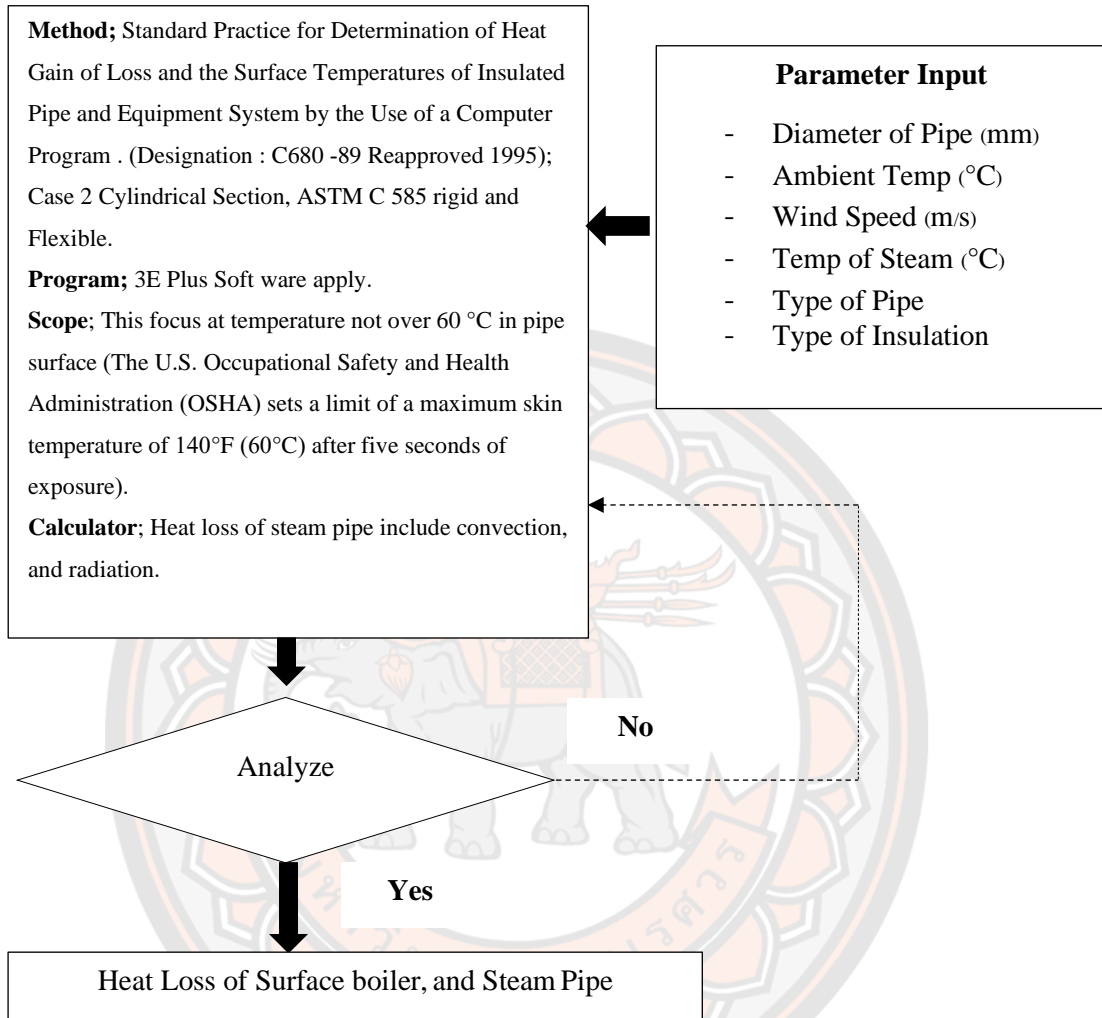 Method; Standard Practice for Determination of Heat
Gain of Loss and the Surface Temperatures of Insulated
Pipe and Equipment System by the Use of a Computer
Program . (Designation : C680 -89 Reapproved 1995);
Case 2 Cylindrical Section, ASTM C 585 rigid and
Flexible.
Program; 3E Plus Soft ware apply.
Scope; This focus at temperature not over 60 °C in pipe
surface (The U.S. Occupational Safety and Health
Administration (OSHA) sets a limit of a maximum skin
temperature of 140°F (60°C) after five seconds of
exposure).
Calculator; Heat loss of steam pipe include convection,
and radiation.
Parameter Input
- Diameter of Pipe (mm)
- Ambient Temp (°C)
- Wind Speed (m/s)
- Temp of Steam (°C)
- Type of Pipe
- Type of Insulation
Analyze
No
Yes
Heat Loss of Surface boiler, and Steam Pipe